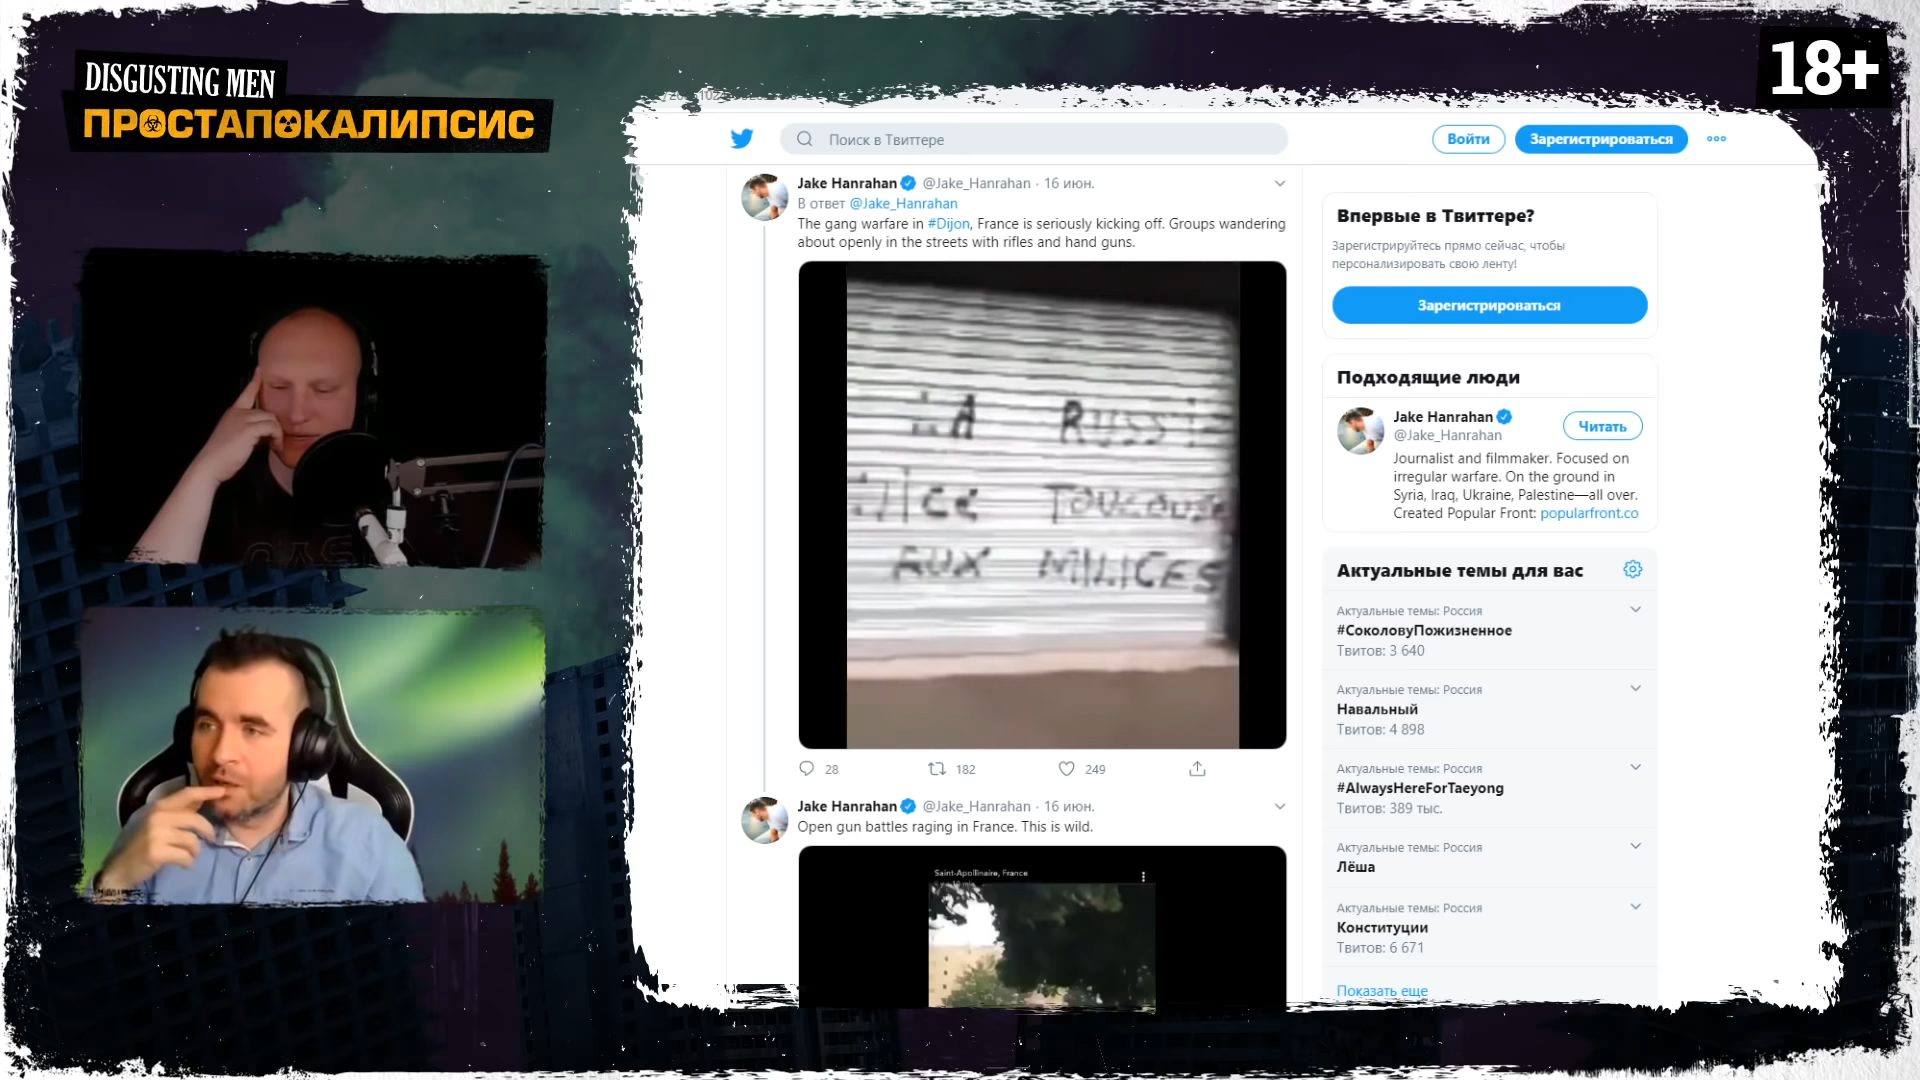 DISGUSTING MEN
ПРОСТАПОКАЛИПСИС
18+
Поиск в Твиттере
Войти
Зарегистрироваться
Jake Hanrahan @Jake_Hanrahan · 16 июн.
В ответ @Jake_Hanrahan
The gang warfare in #Dijon, France is seriously kicking off. Groups wandering
about openly in the streets with rifles and hand guns.
AUX MILICES
28
182
249
Jake Hanrahan @Jake_Hanrahan · 16 июн.
Open gun battles raging in France. This is wild.
Saint-Apollinaire, France
Впервые в Твиттере?
Зарегистрируйтесь прямо сейчас, чтобы
персонализировать свою ленту!
Зарегистрироваться
Подходящие люди
Jake Hanrahan
@Jake_Hanrahan
Читать
Journalist and filmmaker. Focused on
irregular warfare. On the ground in
Syria, Iraq, Ukraine, Palestine—all over.
Created Popular Front: popularfront.co
Актуальные темы для вас
Актуальные темы: Россия
#СоколовуПожизненное
Твитов: 3 640
Актуальные темы: Россия
Навальный
Твитов: 4 898
Актуальные темы: Россия
#AlwaysHereForTaeyong
Твитов: 389 тыс.
Актуальные темы: Россия
Лёша
Актуальные темы: Россия
Конституции
Твитов: 6 671
Показать еще